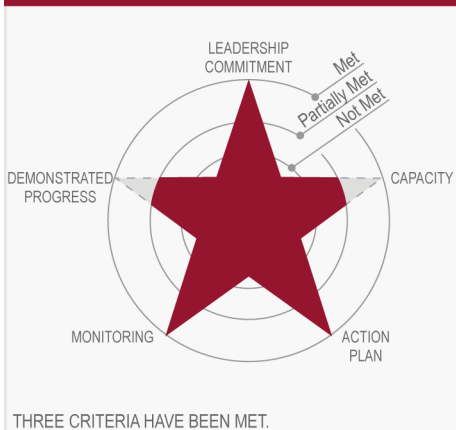 LEADERSHIP
COMMITMENT
Met
Partially Met
Not Met
DEMONSTRATED
PROGRESS
CAPACITY
MONITORING
ACTION
PLAN
THREE CRITERIA HAVE BEEN MET.